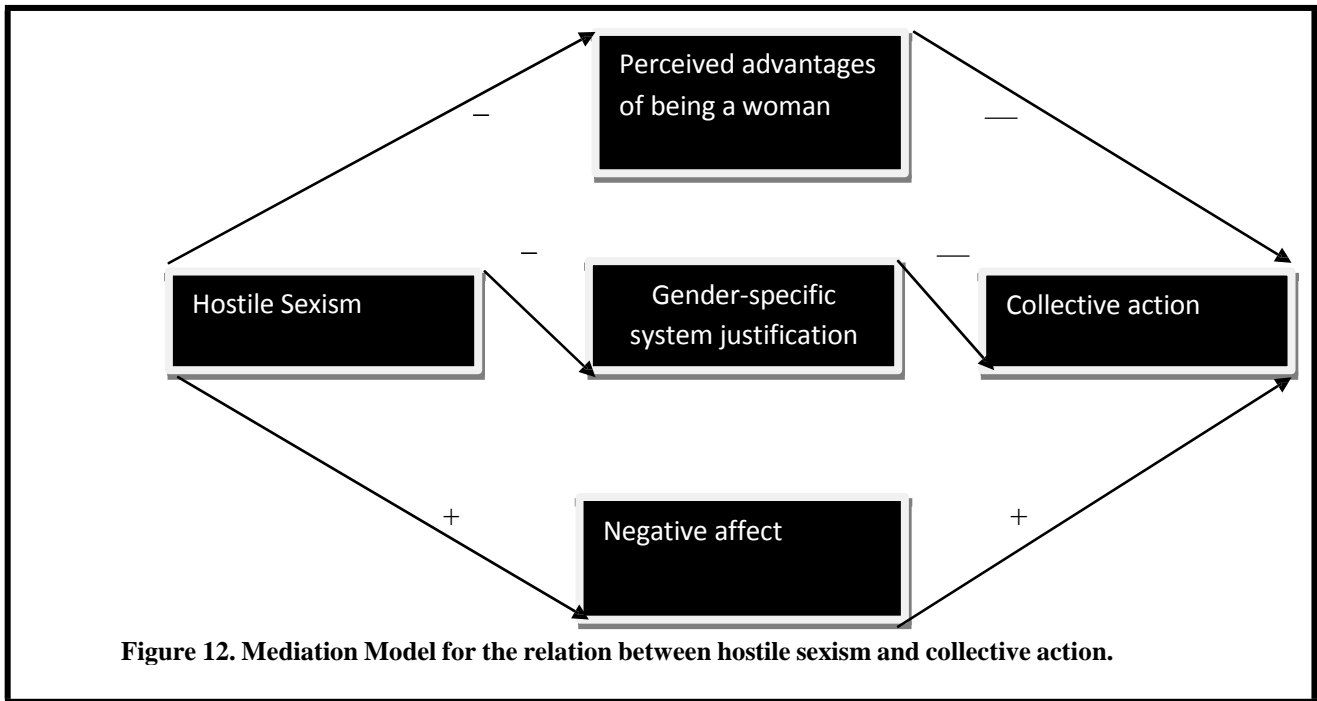 Perceived advantages
of being a woman
−
—
Hostile Sexism
−
Gender-specific
system justification
—
Collective action
+
Negative affect
+
Figure 12. Mediation Model for the relation between hostile sexism and collective action.